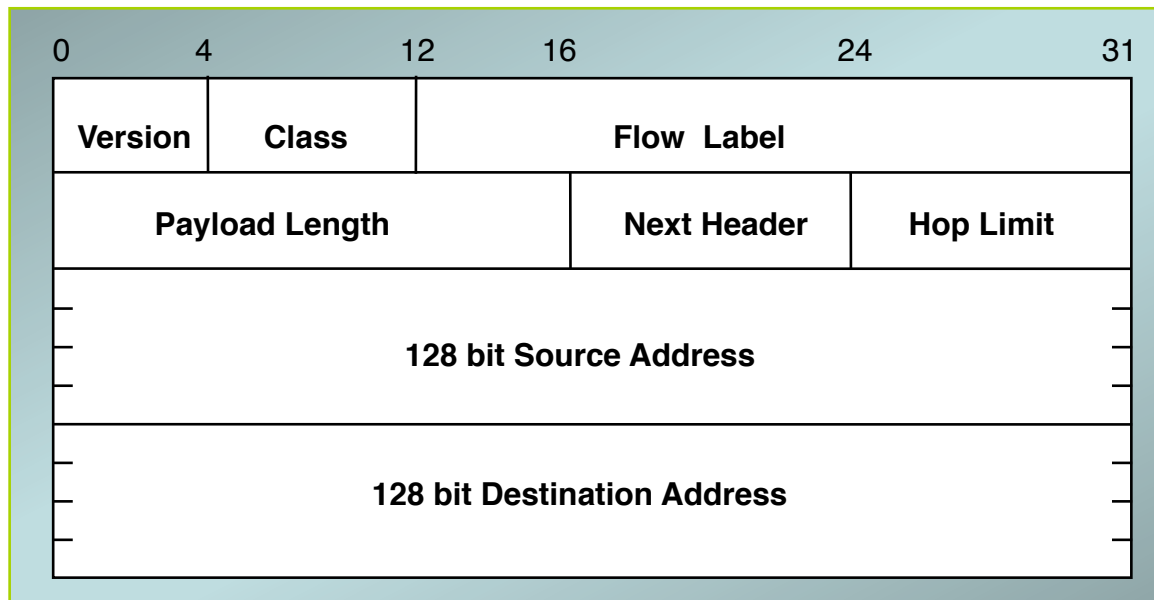 0 4 12 16 24 31
Version Class Flow Label
Payload Length Next Header Hop Limit
128 bit Source Address
128 bit Destination Address